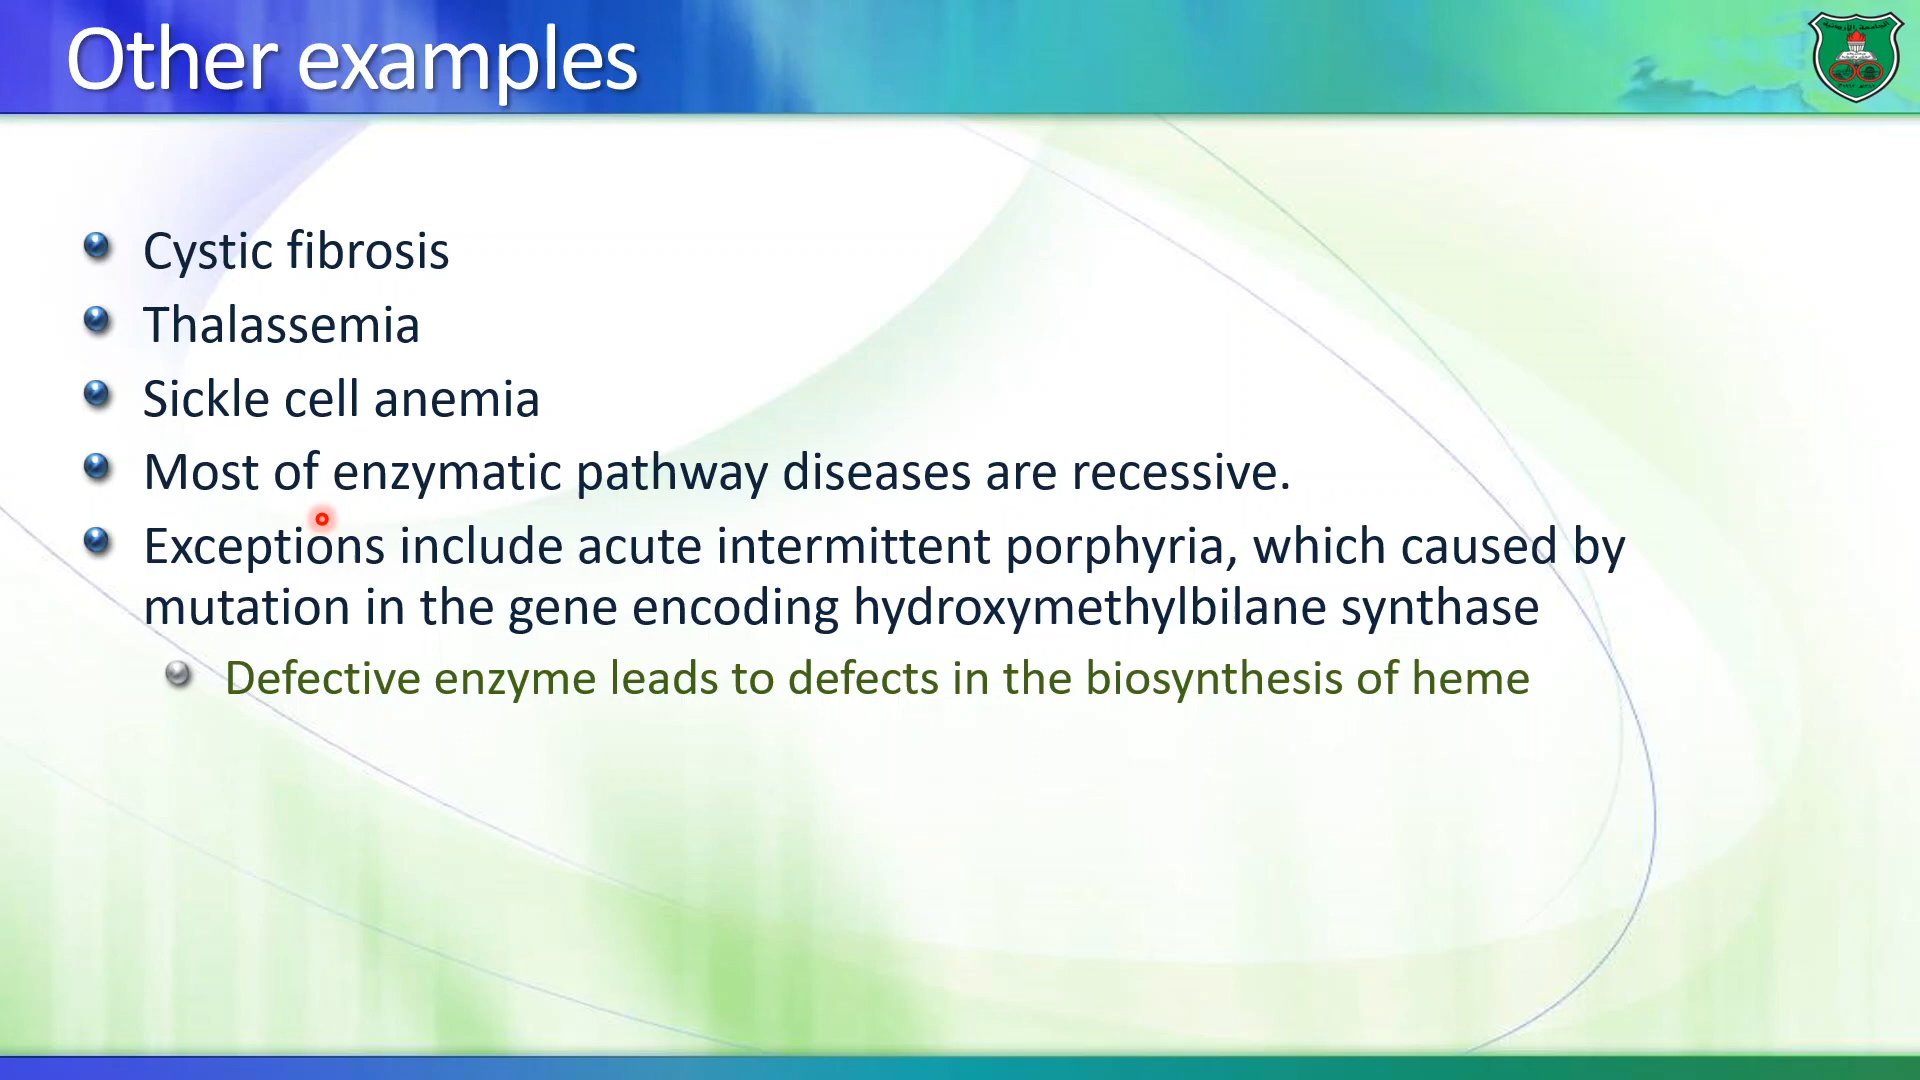 Other examples
Cystic fibrosis
Thalassemia
Sickle cell anemia
Most of enzymatic pathway diseases are recessive.
Exceptions include acute intermittent porphyria, which caused by
mutation in the gene encoding hydroxymethylbilane synthase
Defective enzyme leads to defects in the biosynthesis of heme